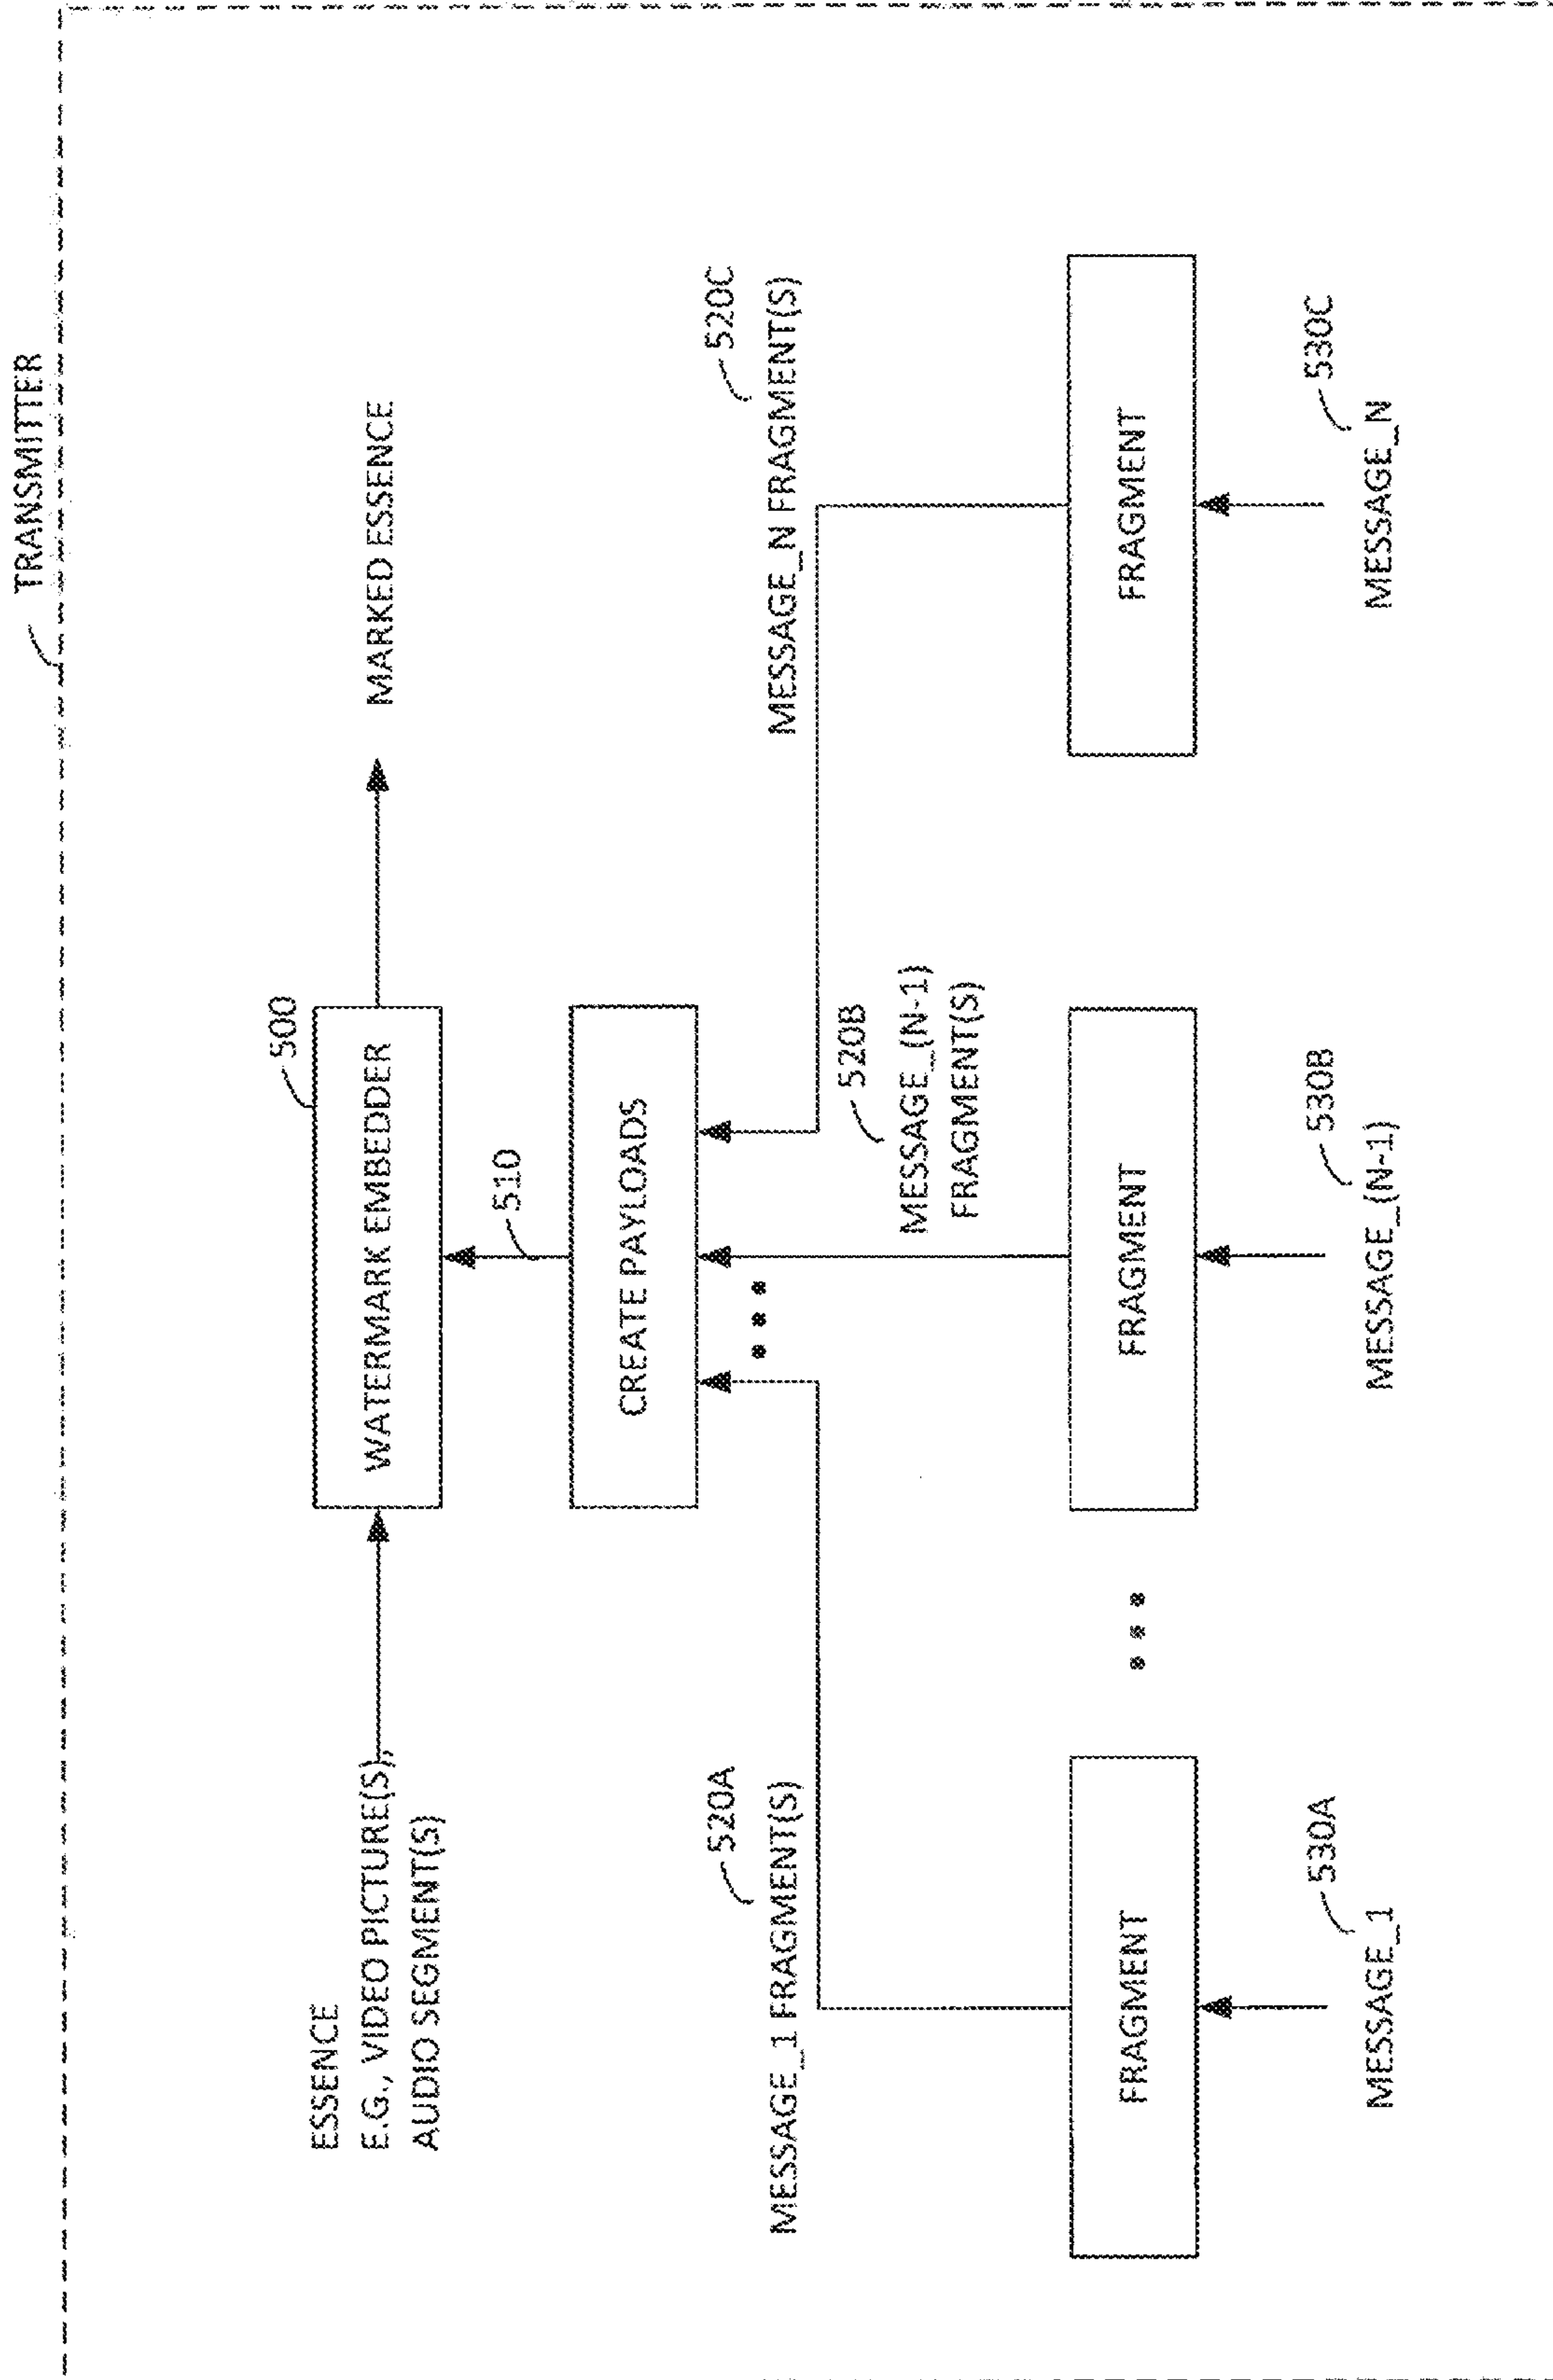 TRANSMITTER
500
ESSENCE
E.G., VIDEO PICTURE(S),
AUDIO SEGMENT(S)
WATERMARK EMBEDDER
MARKED ESSENCE
510
CREATE PAYLOADS
520A
MESSAGE_1 FRAGMENT(S)
520B
MESSAGE_(N-1)
FRAGMENT(S)
520C
MESSAGE_N FRAGMENT(S)
FRAGMENT
FRAGMENT
FRAGMENT
530A
MESSAGE_1
530B
MESSAGE_(N-1)
530C
MESSAGE_N